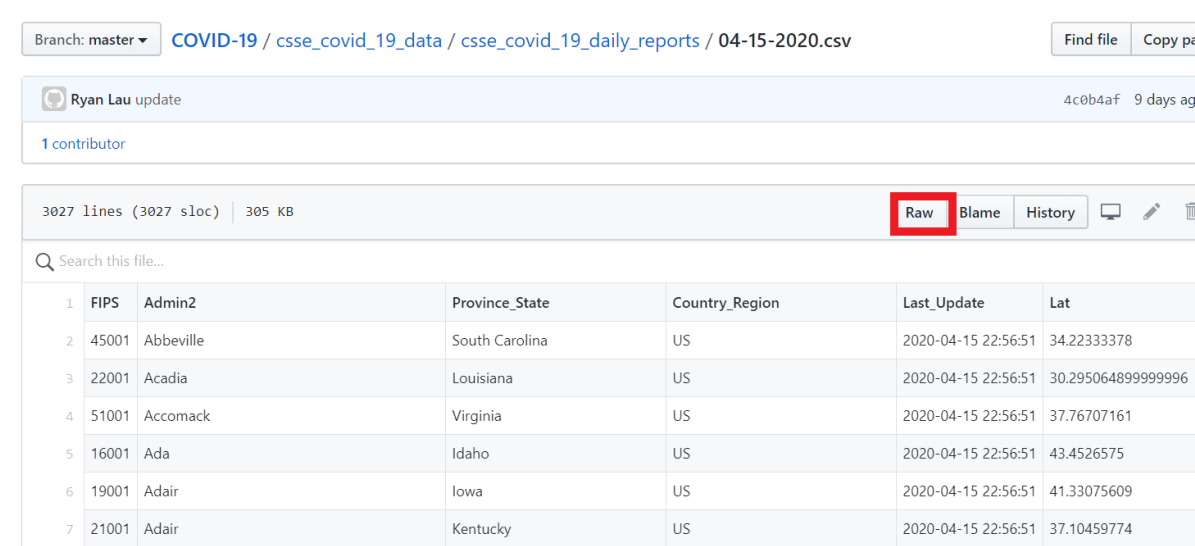 Branch: master COVID-19 / csse_covid_19_data / csse_covid_19_daily_reports / 04-15-2020.csv Find file Copy pa
Ryan Lau update 4c0b4af 9 days ag
1 contributor
3027 lines (3027 sloc) 305 KB Raw Blame History
Search this file...
1 FIPS Admin2 Province_State Country_Region Last_Update Lat
2 45001 Abbeville South Carolina US 2020-04-15 22:56:51 34.22333378
3 22001 Acadia Louisiana US 2020-04-15 22:56:51 30.295064899999996
4 51001 Accomack Virginia US 2020-04-15 22:56:51 37.76707161
5 16001 Ada Idaho US 2020-04-15 22:56:51 43.4526575
6 19001 Adair Iowa US 2020-04-15 22:56:51 41.33075609
7 21001 Adair Kentucky US 2020-04-15 22:56:51 37.10459774